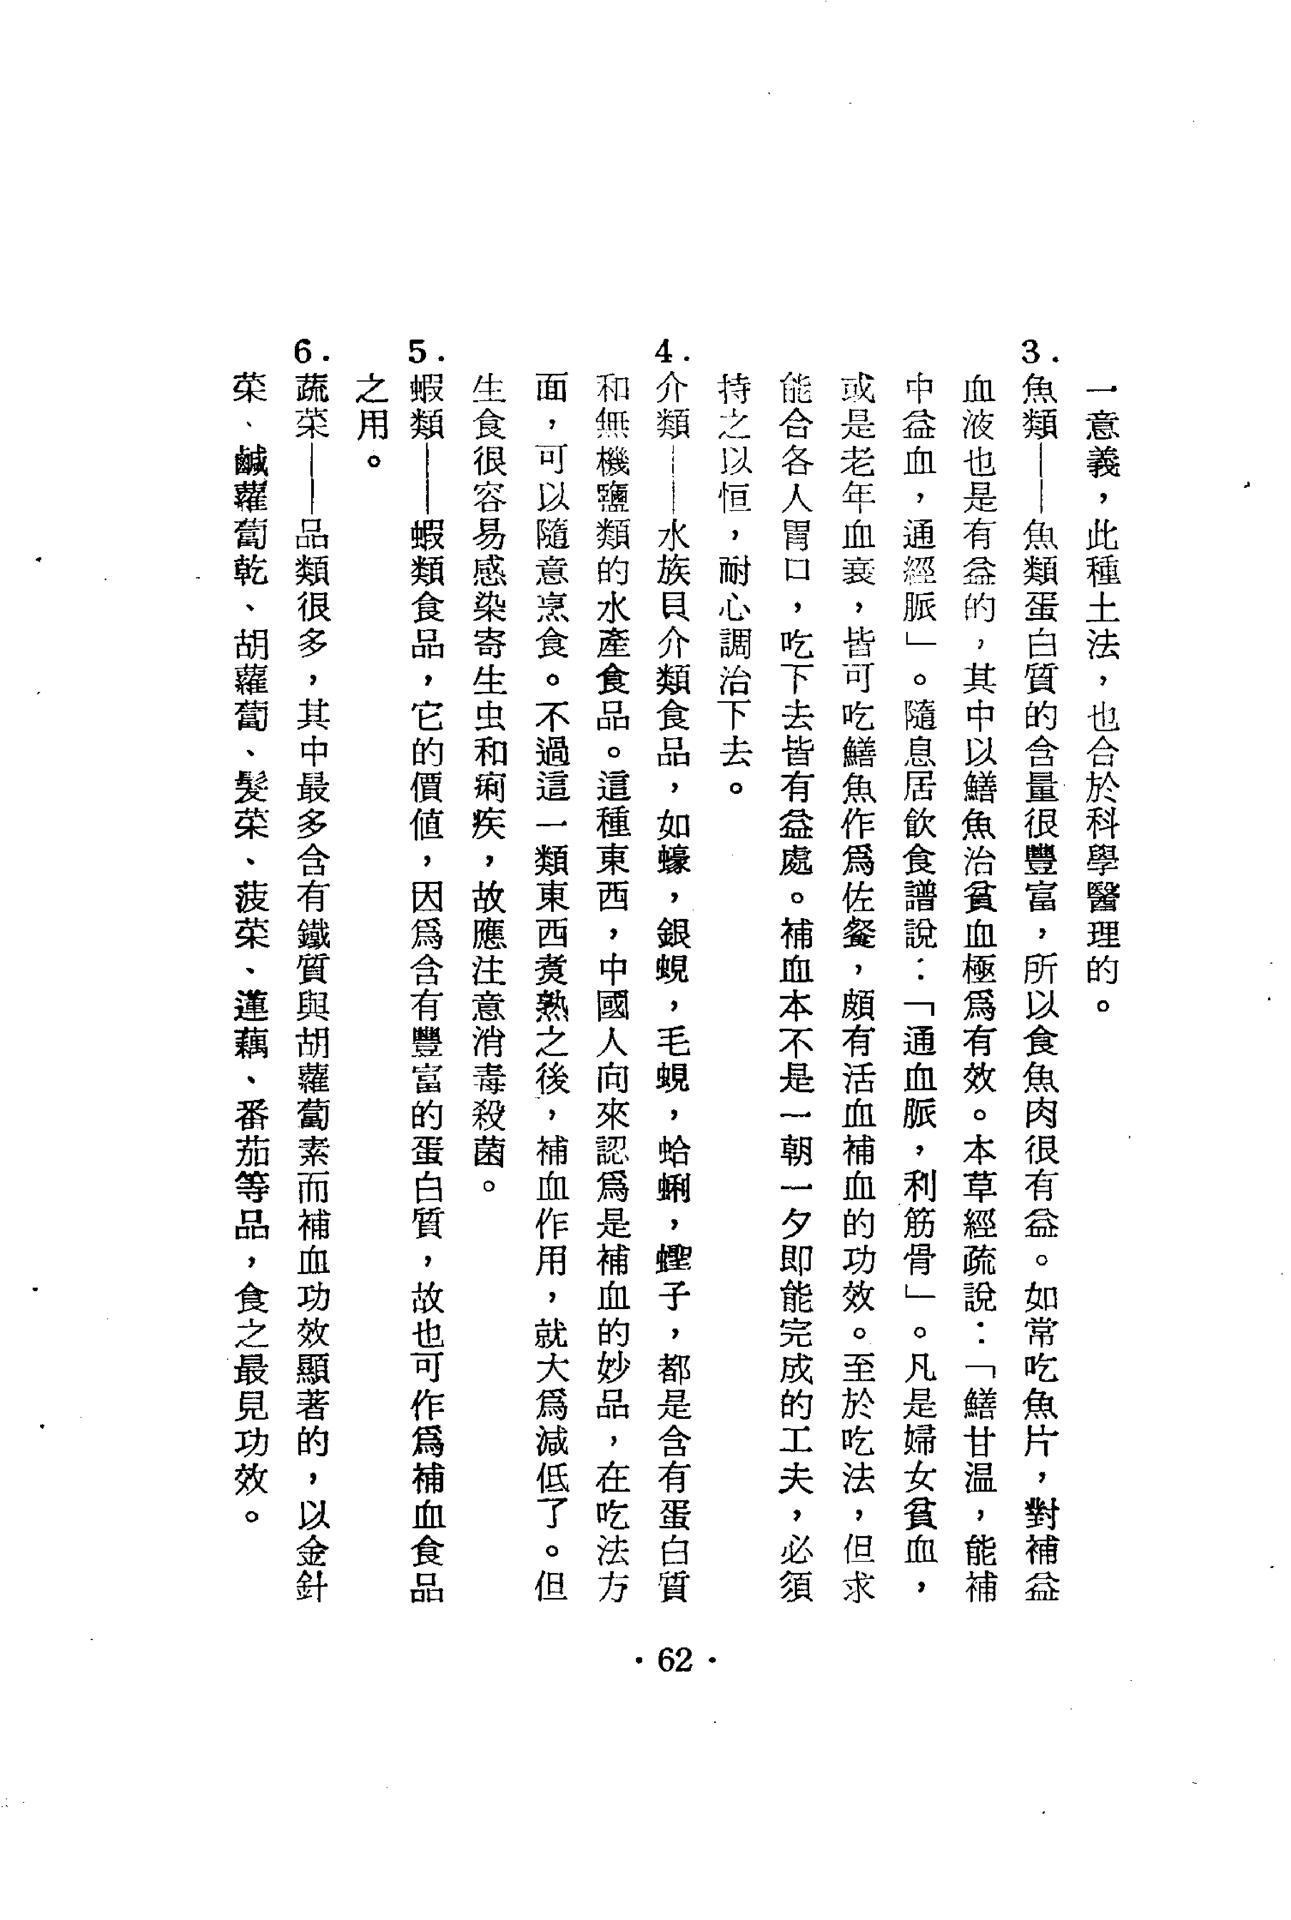 一意義，此種土法，也合於科學醫理的。
3.魚類——魚類蛋白質的含量很豐富，所以食魚肉很有益。如常吃魚片，對補益
血液也是有益的，其中以鱔魚治貧血極爲有效。本草經疏說：「鱔甘温，能補
中益血，通經脈」。隨息居飲食譜說：「通血脈，利筋骨」。凡是婦女貧血，
或是老年血衰，皆可吃鱔魚作爲佐餐，頗有活血補血的功效。至於吃法，但求
能合各人胃口，吃下去皆有益處。補血本不是一朝一夕即能完成的工夫，必須
持之以恒，耐心調治下去。
4.介類——水族貝介類食品，如蠔，銀蜆，毛蜆，蛤蜊，蟶子，都是含有蛋白質
和無機鹽類的水產食品。這種東西，中國人向來認爲是補血的妙品，在吃法方
面，可以隨意烹食。不過這一類東西煑熟之後，補血作用，就大爲減低了。但
生食很容易感染寄生虫和痢疾，故應注意消毒殺菌。
5.蝦類——蝦類食品，它的價値，因爲含有豐富的蛋白質，故也可作爲補血食品
之用。
6.蔬菜——品類很多，其中最多含有鐵質與胡蘿蔔素而補血功效顯著的，以金針
菜、鹹蘿蔔乾、胡蘿蔔、髮菜、菠菜、蓮藕、番茄等品，食之最見功效。
·62·